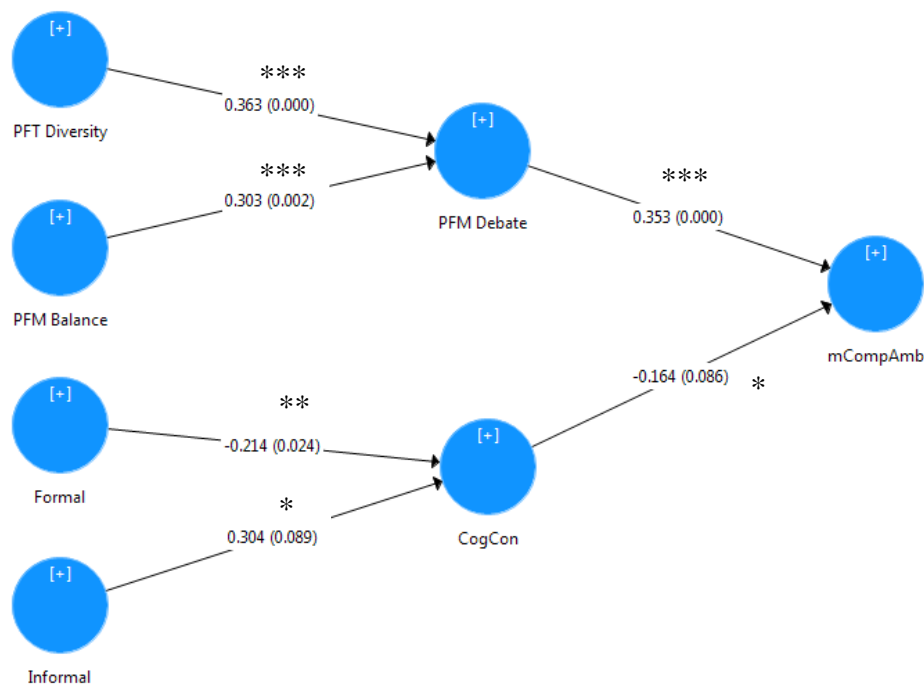 [+]
PFT Diversity
***
0.363 (0.000)
[+]
PFM Debate
***
0.303 (0.002)
[+]
PFM Balance
***
0.353 (0.000)
[+]
mCompAmb
[+]
Formal
**
-0.214 (0.024)
[+]
CogCon
-0.164 (0.086)
*
*
0.304 (0.089)
[+]
Informal